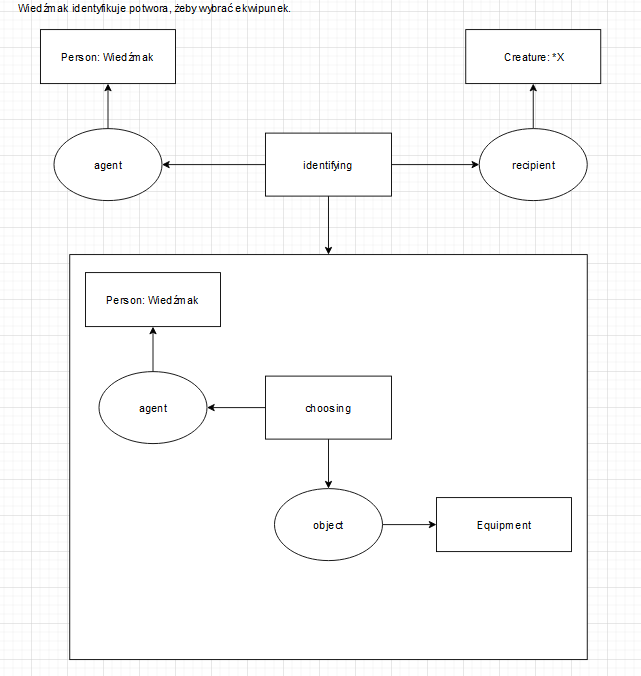 Wiedźmak identyfikuje potwora, żeby wybrać ekwipunek.
Person: Wiedźmak
Creature: *X
agent
identifying
recipient
Person: Wiedźmak
agent
choosing
object
Equipment